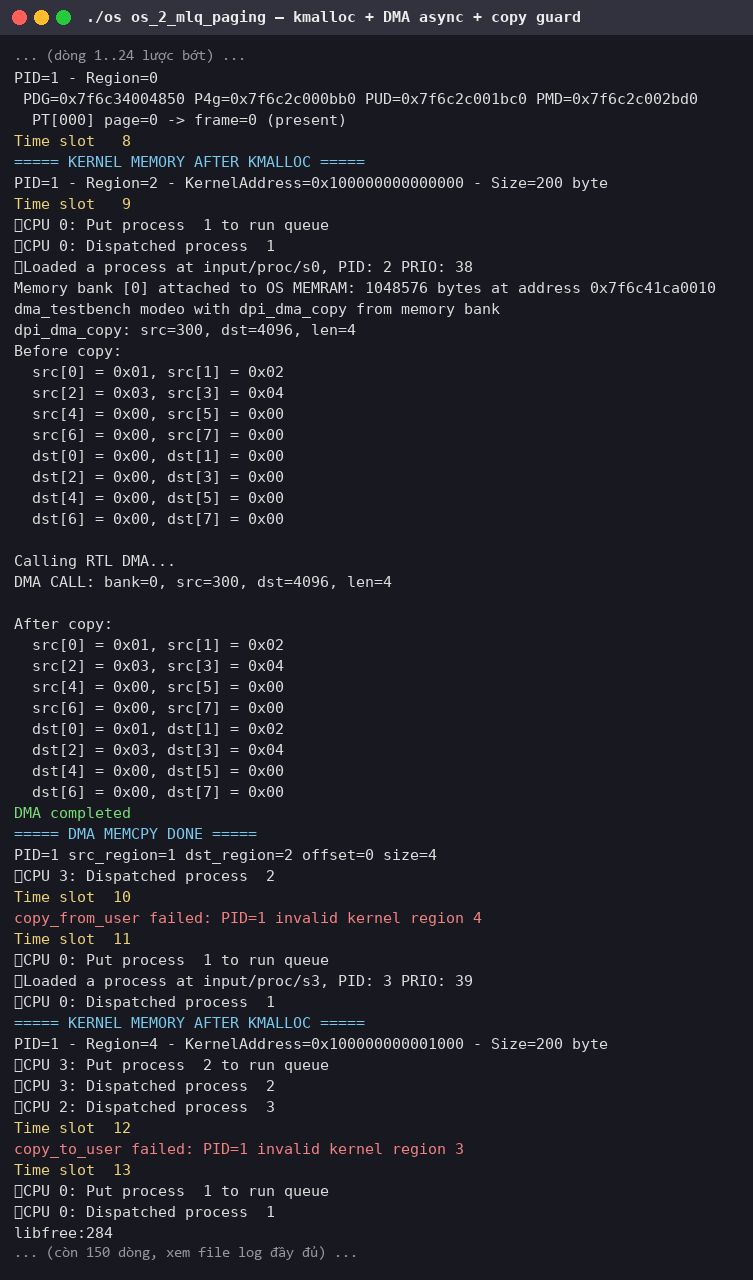 ./os os_2_mlq_paging — kmalloc + DMA async + copy guard
... (dòng 1..24 lược bớt) ...
PID=1 - Region=0
 PDG=0x7f6c34004850 P4g=0x7f6c2c000bb0 PUD=0x7f6c2c001bc0 PMD=0x7f6c2c002bd0
  PT[000] page=0 -> frame=0 (present)
Time slot   8
===== KERNEL MEMORY AFTER KMALLOC =====
PID=1 - Region=2 - KernelAddress=0x100000000000000 - Size=200 byte
Time slot   9
CPU 0: Put process  1 to run queue
CPU 0: Dispatched process  1
Loaded a process at input/proc/s0, PID: 2 PRIO: 38
Memory bank [0] attached to OS MEMRAM: 1048576 bytes at address 0x7f6c41ca0010
dma_testbench modeo with dpi_dma_copy from memory bank
dpi_dma_copy: src=300, dst=4096, len=4
Before copy:
  src[0] = 0x01, src[1] = 0x02
  src[2] = 0x03, src[3] = 0x04
  src[4] = 0x00, src[5] = 0x00
  src[6] = 0x00, src[7] = 0x00
  dst[0] = 0x00, dst[1] = 0x00
  dst[2] = 0x00, dst[3] = 0x00
  dst[4] = 0x00, dst[5] = 0x00
  dst[6] = 0x00, dst[7] = 0x00
Calling RTL DMA...
DMA CALL: bank=0, src=300, dst=4096, len=4
After copy:
  src[0] = 0x01, src[1] = 0x02
  src[2] = 0x03, src[3] = 0x04
  src[4] = 0x00, src[5] = 0x00
  src[6] = 0x00, src[7] = 0x00
  dst[0] = 0x01, dst[1] = 0x02
  dst[2] = 0x03, dst[3] = 0x04
  dst[4] = 0x00, dst[5] = 0x00
  dst[6] = 0x00, dst[7] = 0x00
DMA completed
===== DMA MEMCPY DONE =====
PID=1 src_region=1 dst_region=2 offset=0 size=4
CPU 3: Dispatched process  2
Time slot  10
copy_from_user failed: PID=1 invalid kernel region 4
Time slot  11
CPU 0: Put process  1 to run queue
Loaded a process at input/proc/s3, PID: 3 PRIO: 39
CPU 0: Dispatched process  1
===== KERNEL MEMORY AFTER KMALLOC =====
PID=1 - Region=4 - KernelAddress=0x100000000001000 - Size=200 byte
CPU 3: Put process  2 to run queue
CPU 3: Dispatched process  2
CPU 2: Dispatched process  3
Time slot  12
copy_to_user failed: PID=1 invalid kernel region 3
Time slot  13
CPU 0: Put process  1 to run queue
CPU 0: Dispatched process  1
libfree:284
... (còn 150 dòng, xem file log đầy đủ) ...